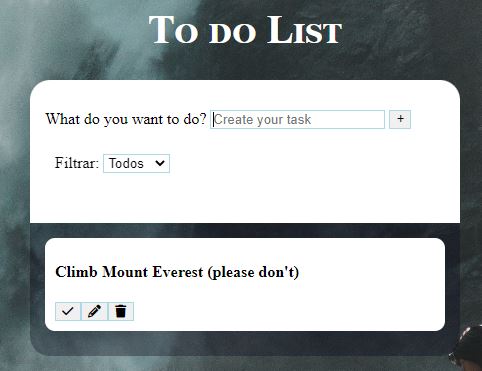 To do List
What do you want to do? Create your task +
Filtrar: Todos
Climb Mount Everest (please don't)